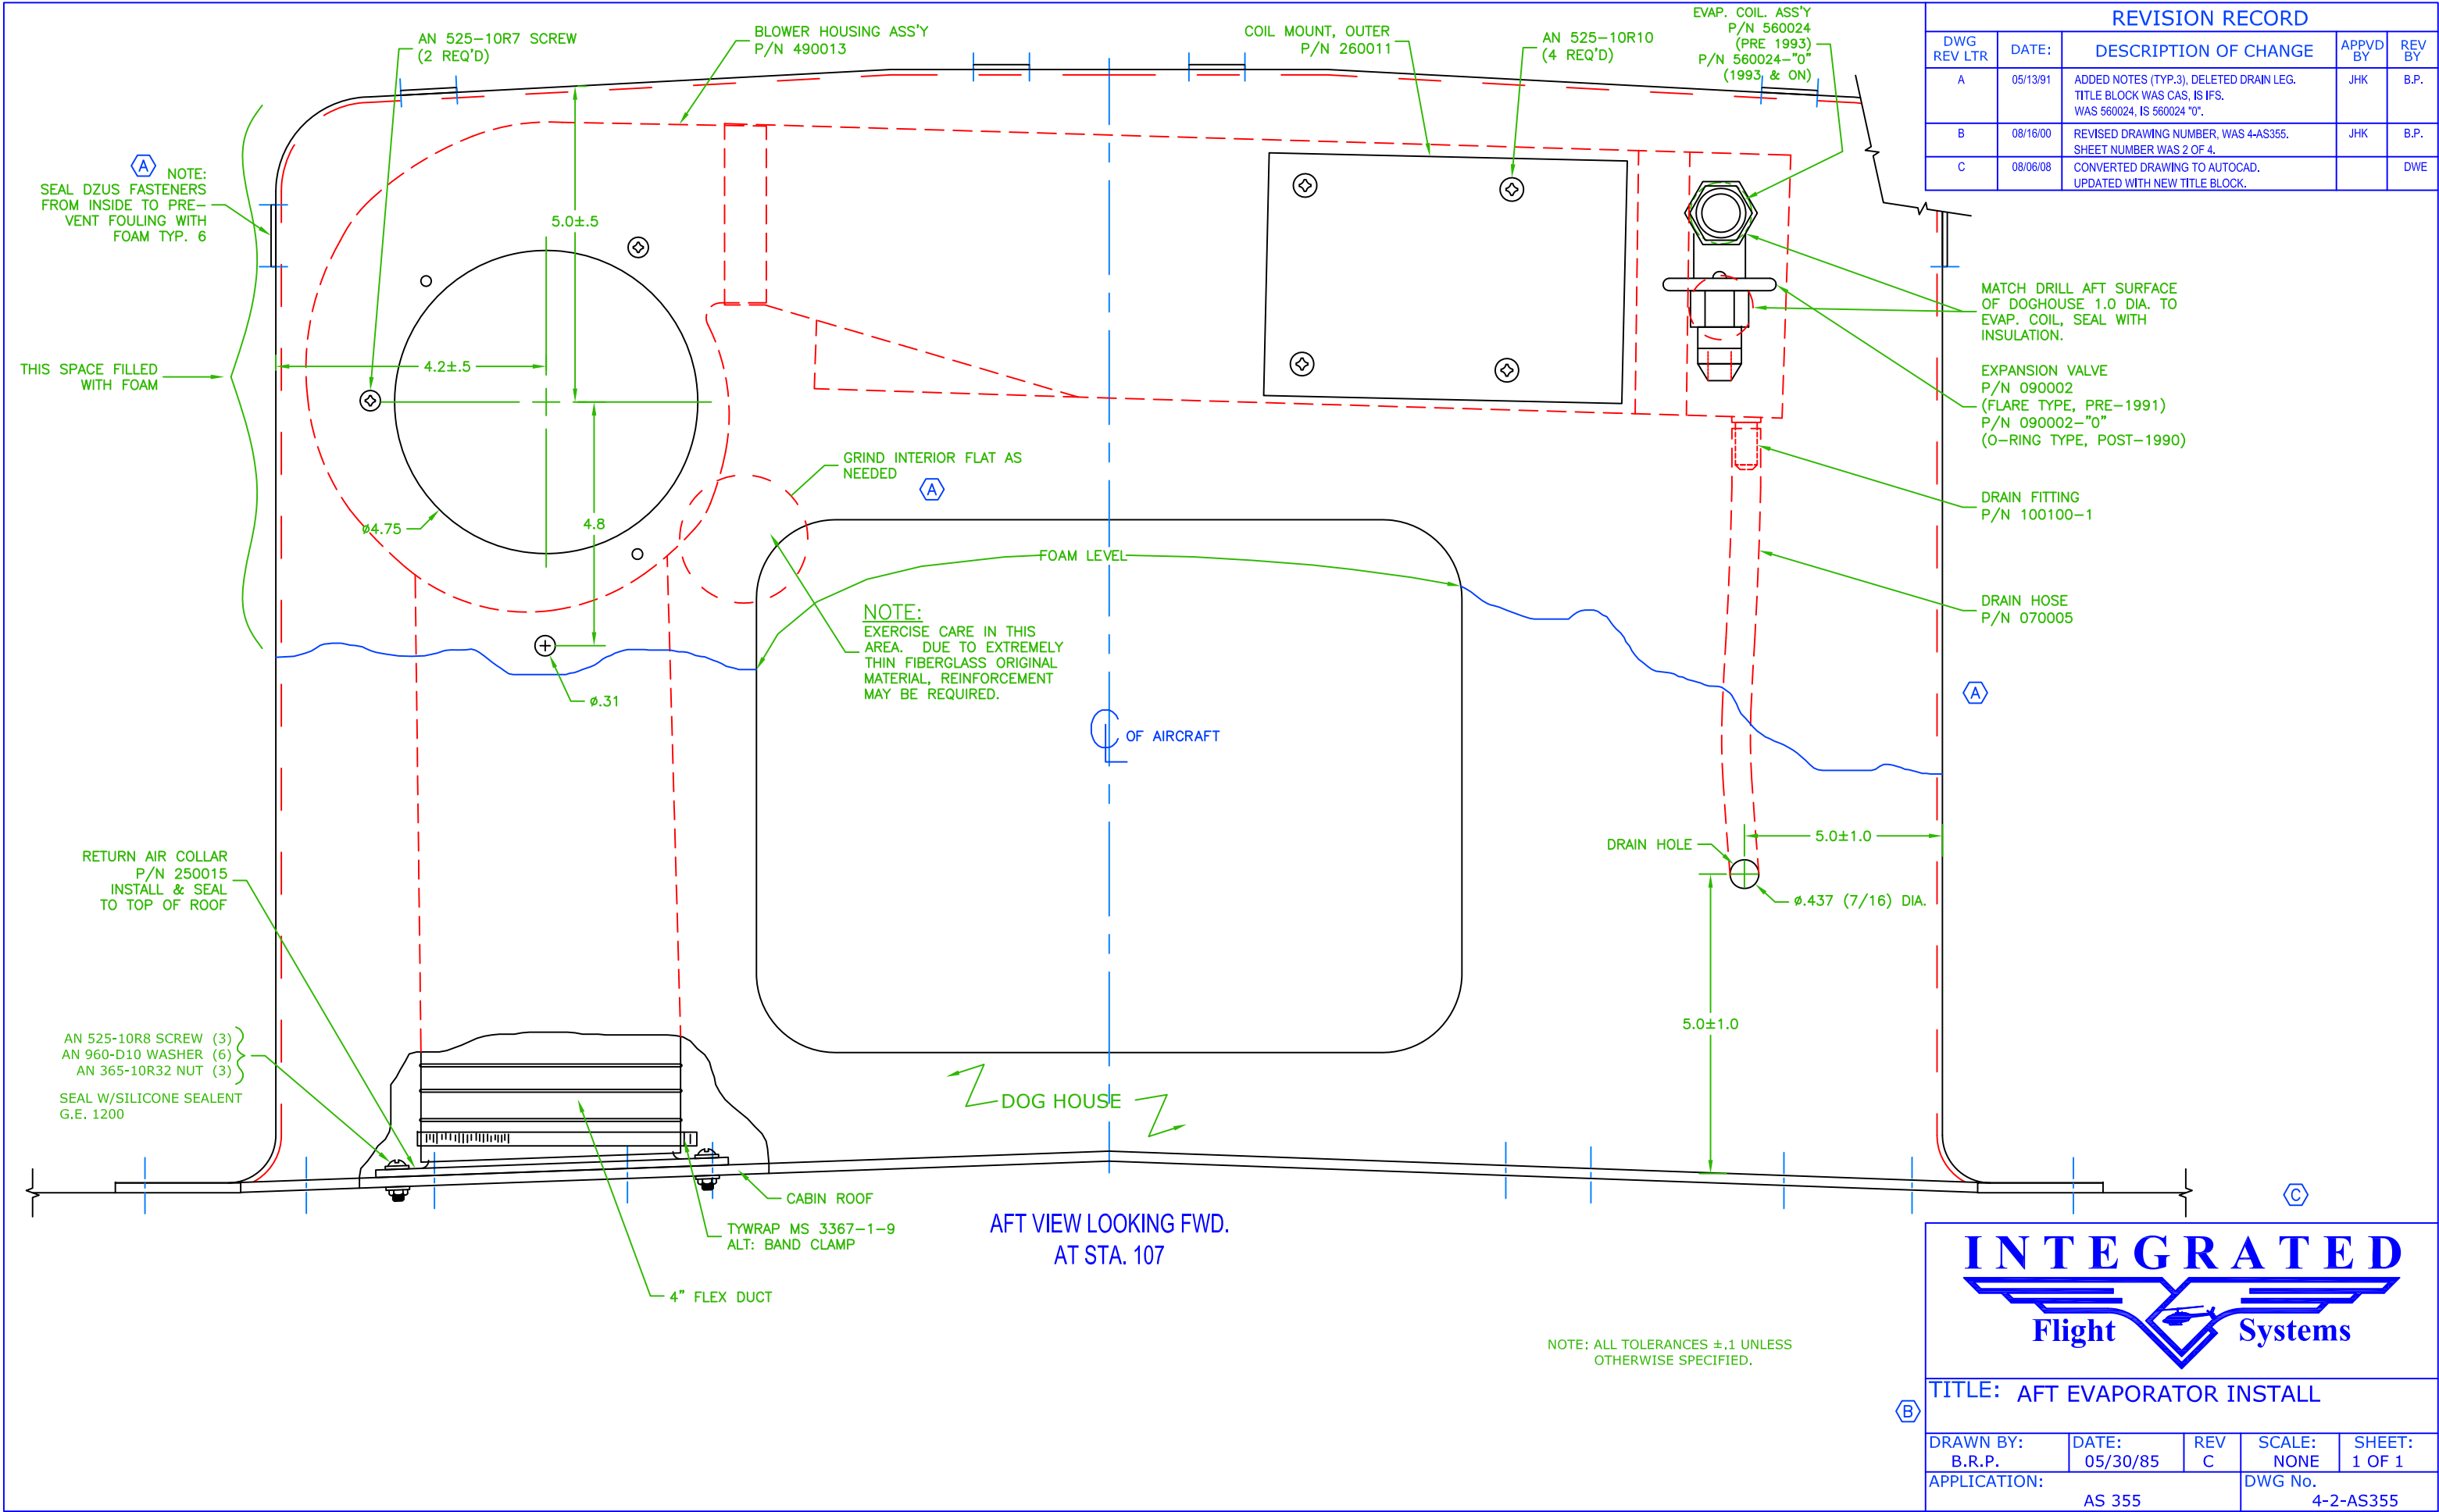 AN 525-10R7 SCREW
(2 REQ'D)
BLOWER HOUSING ASS'Y
P/N 490013
COIL MOUNT, OUTER
P/N 260011
AN 525-10R10
(4 REQ'D)
EVAP. COIL. ASS'Y
P/N 560024
(PRE 1993)
P/N 560024-"0"
(1993 & ON)
REVISION RECORD
DWG REV LTR DATE: DESCRIPTION OF CHANGE APPVD BY REV BY
A 05/13/91 ADDED NOTES (TYP.3), DELETED DRAIN LEG. JHK B.P.
TITLE BLOCK WAS CAS, IS IFS.
WAS 560024, IS 560024 "0".
B 08/16/00 REVISED DRAWING NUMBER, WAS 4-AS355. JHK B.P.
SHEET NUMBER WAS 2 OF 4.
C 08/06/08 CONVERTED DRAWING TO AUTOCAD. DWE
UPDATED WITH NEW TITLE BLOCK.
A NOTE:
SEAL DZUS FASTENERS
FROM INSIDE TO PRE-
VENT FOULING WITH
FOAM TYP. 6
5.0±.5
THIS SPACE FILLED
WITH FOAM
4.2±.5
MATCH DRILL AFT SURFACE
OF DOGHOUSE 1.0 DIA. TO
EVAP. COIL, SEAL WITH
INSULATION.
EXPANSION VALVE
P/N 090002
(FLARE TYPE, PRE-1991)
P/N 090002-"0"
(O-RING TYPE, POST-1990)
GRIND INTERIOR FLAT AS
NEEDED
A
DRAIN FITTING
P/N 100100-1
ø4.75
4.8
FOAM LEVEL
DRAIN HOSE
P/N 070005
NOTE:
EXERCISE CARE IN THIS
AREA. DUE TO EXTREMELY
THIN FIBERGLASS ORIGINAL
MATERIAL, REINFORCEMENT
MAY BE REQUIRED.
ø.31
A
OF AIRCRAFT
DRAIN HOLE
5.0±1.0
ø.437 (7/16) DIA.
5.0±1.0
RETURN AIR COLLAR
P/N 250015
INSTALL & SEAL
TO TOP OF ROOF
AN 525-10R8 SCREW (3)
AN 960-D10 WASHER (6)
AN 365-10R32 NUT (3)
SEAL W/SILICONE SEALENT
G.E. 1200
DOG HOUSE
CABIN ROOF
TYWRAP MS 3367-1-9
ALT: BAND CLAMP
4" FLEX DUCT
AFT VIEW LOOKING FWD.
AT STA. 107
C
NOTE: ALL TOLERANCES ±.1 UNLESS
OTHERWISE SPECIFIED.
INTEGRATED
Flight Systems
B
TITLE: AFT EVAPORATOR INSTALL
DRAWN BY: DATE: REV SCALE: SHEET:
B.R.P. 05/30/85 C NONE 1 OF 1
APPLICATION: DWG No.
AS 355 4-2-AS355